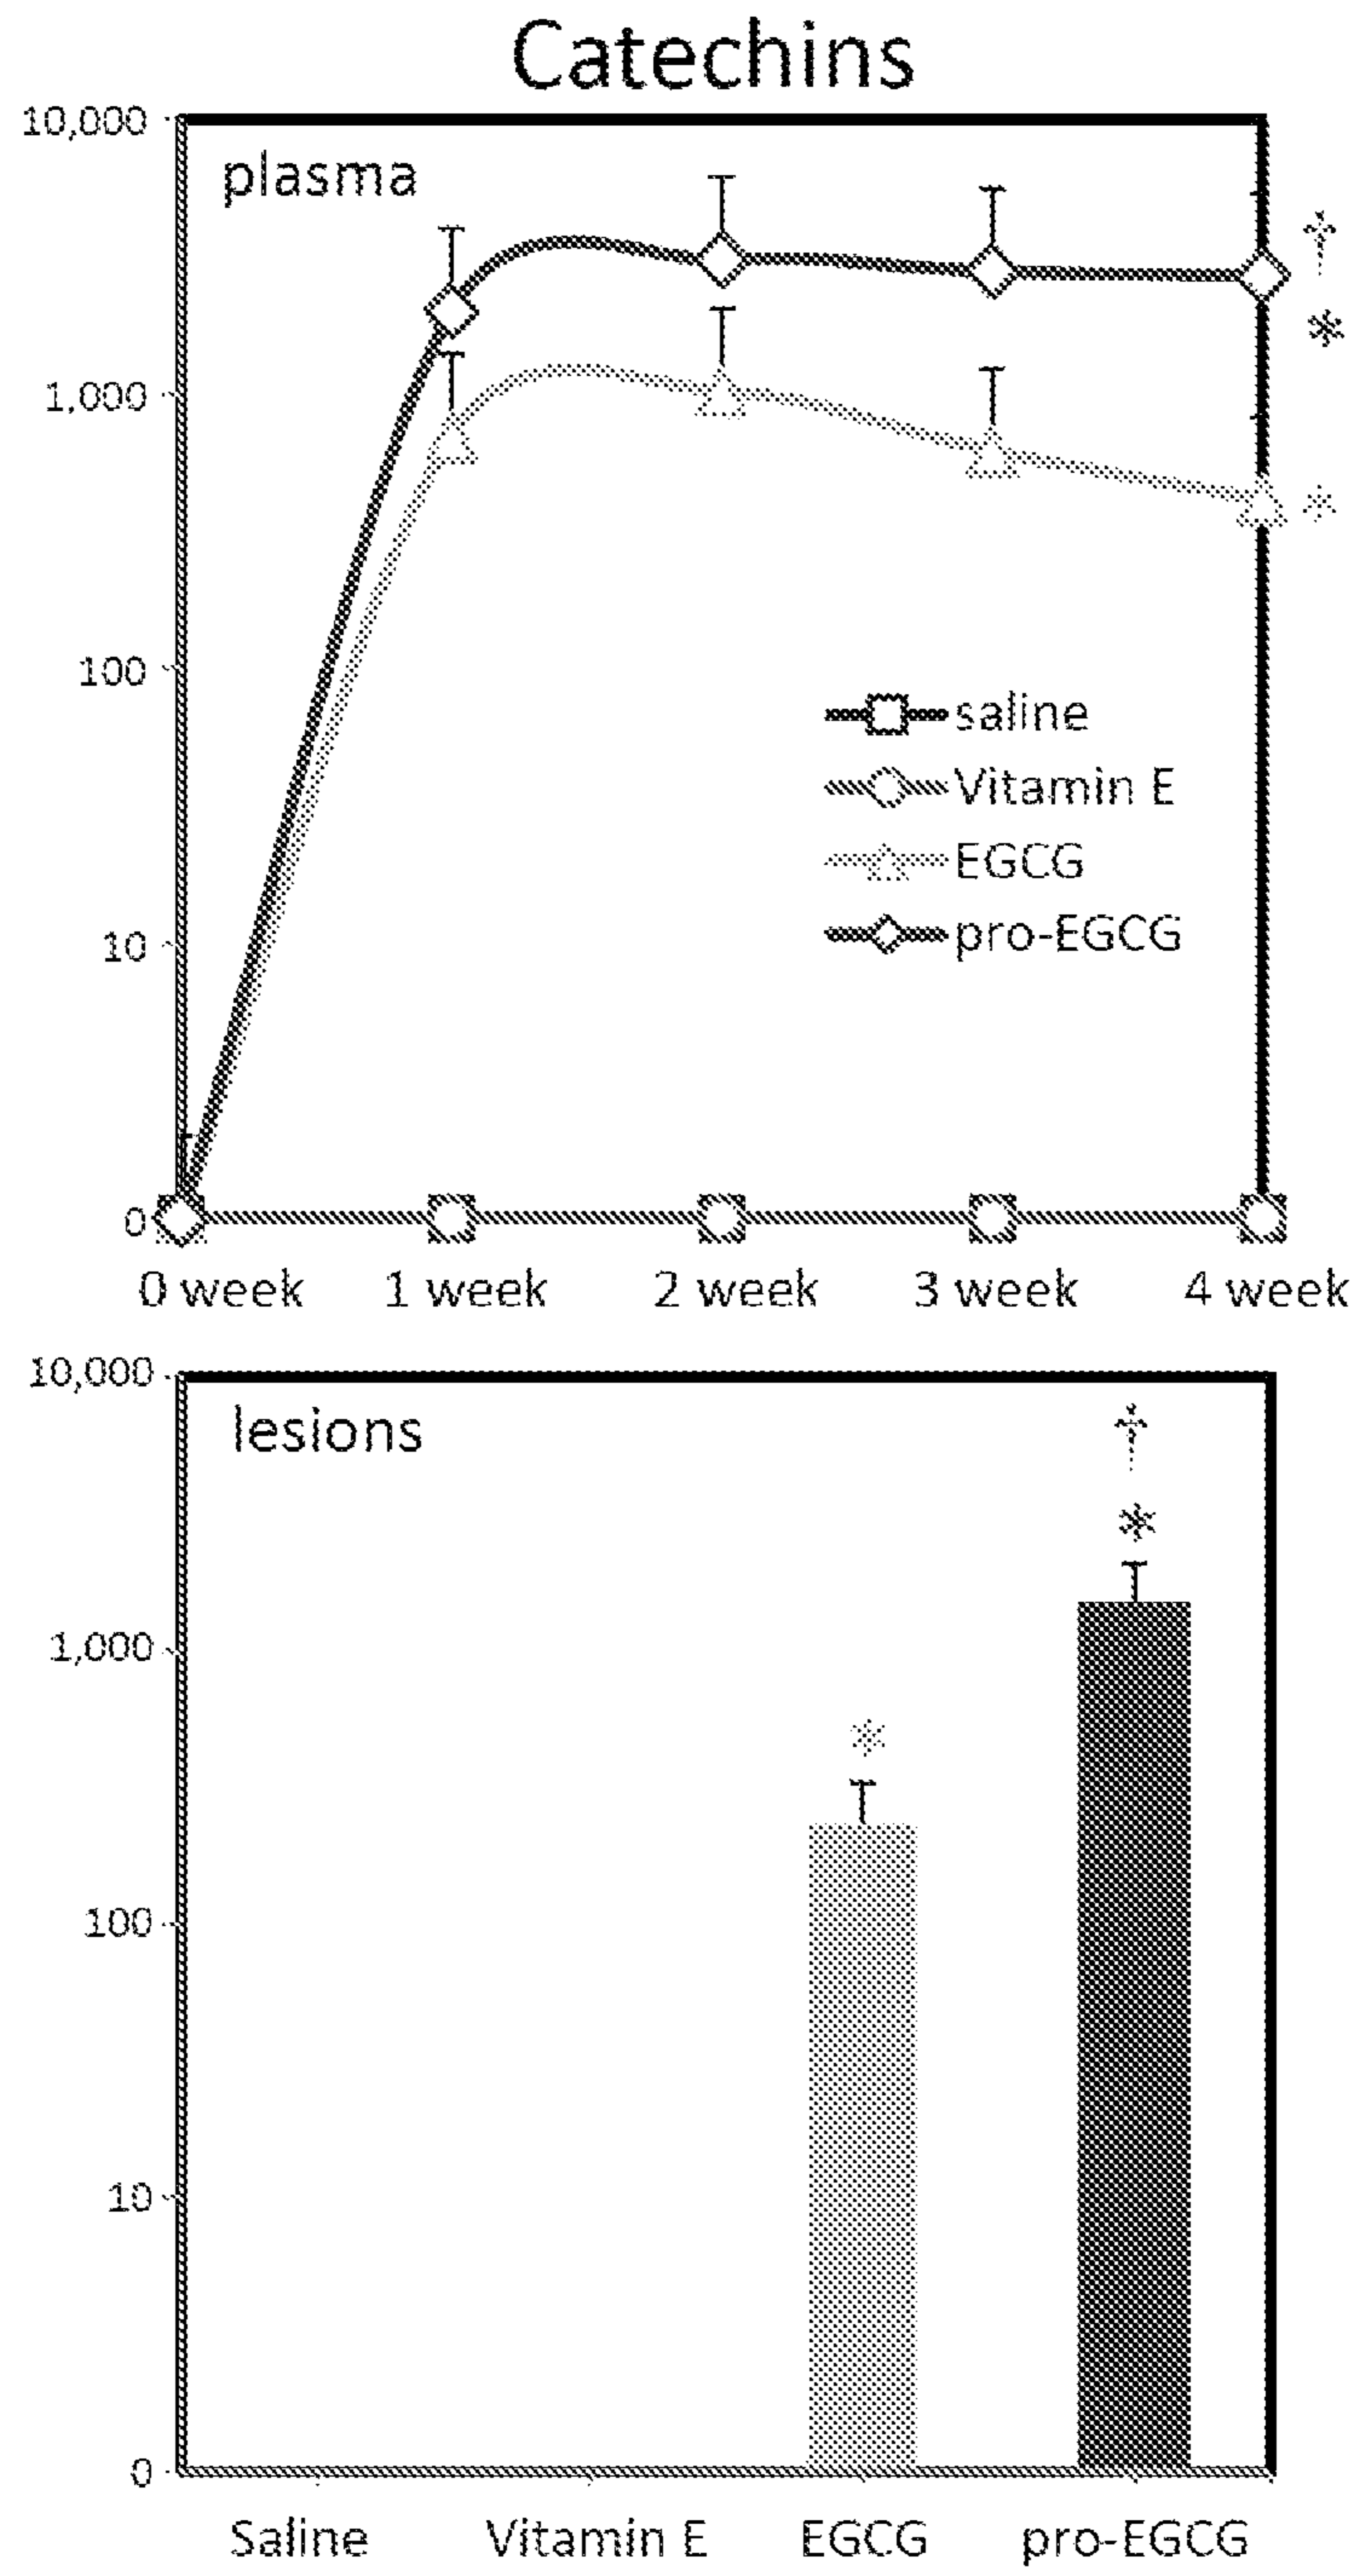 Catechins
10,000
plasma
†
*
1,000
*
100
saline
Vitamin E
EGCG
10
pro-EGCG
0
0 week 1 week 2 week 3 week 4 week
10,000
lesions
†
*
1,000
*
100
10
0
Saline Vitamin E EGCG pro-EGCG